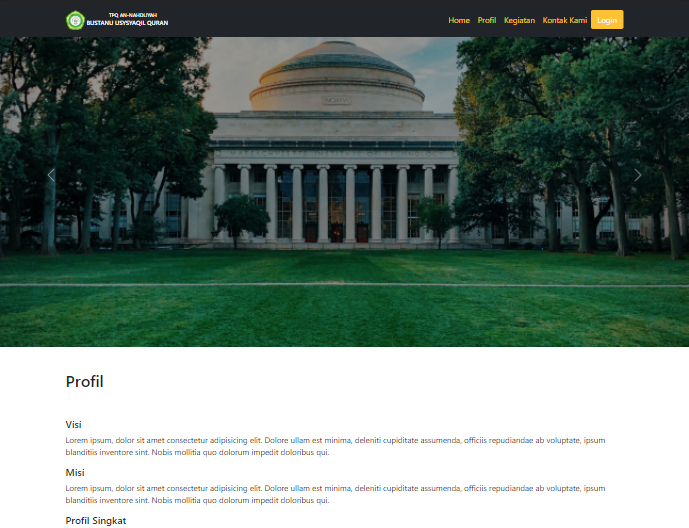 TPQ AN-NAHDLIYAH
BUSTANU USYSYAQIL QURAN
Home Profil Kegiatan Kontak Kami Login
MASSACHUSETTS INSTITUTE OF TECHNOLOGY
Profil
Visi
Lorem ipsum, dolor sit amet consectetur adipisicing elit. Dolore ullam est minima, deleniti cupiditate assumenda, officiis repudiandae ab voluptate, ipsum
blanditiis inventore sint. Nobis mollitia quo dolorum impedit doloribus qui.
Misi
Lorem ipsum, dolor sit amet consectetur adipisicing elit. Dolore ullam est minima, deleniti cupiditate assumenda, officiis repudiandae ab voluptate, ipsum
blanditiis inventore sint. Nobis mollitia quo dolorum impedit doloribus qui.
Profil Singkat